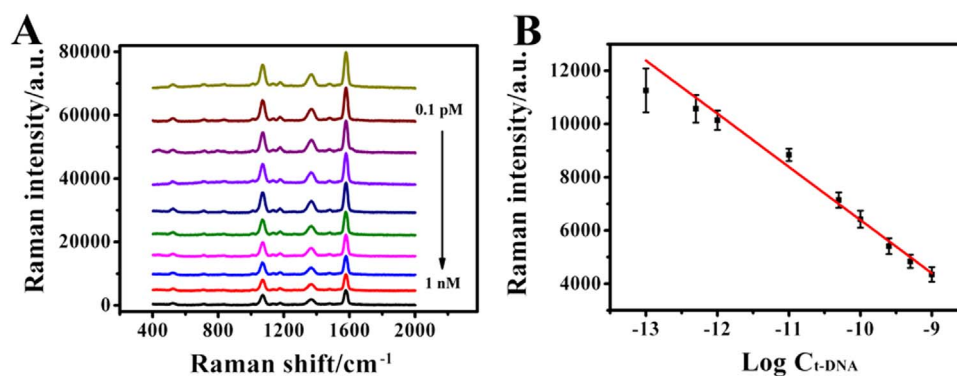 A
Raman intensity/a.u.
80000
60000
40000
20000
0
400
800
1200
1600
2000
Raman shift/cm⁻¹
0.1 pM
1 nM
B
Raman intensity/a.u.
12000
10000
8000
6000
4000
-13
-12
-11
-10
-9
Log Ct-DNA